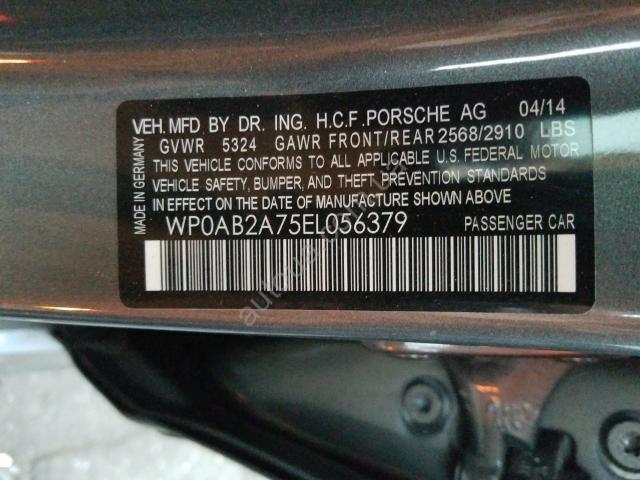 VEH. MFD BY DR. ING. H.C.F. PORSCHE AG 04/14
MADE IN GERMANY
GVWR 5324 GAWR FRONT/REAR 2568/2910 LBS
THIS VEHICLE CONFORMS TO ALL APPLICABLE U.S. FEDERAL MOTOR
VEHICLE SAFETY, BUMPER, AND THEFT PREVENTION STANDARDS
IN EFFECT ON THE DATE OF MANUFACTURE SHOWN ABOVE
WP0AB2A75EL056379 PASSENGER CAR